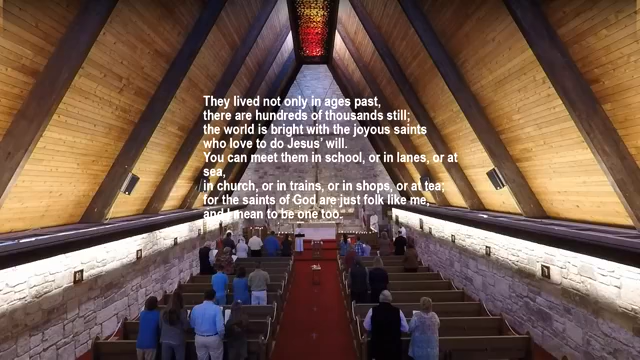 They lived not only in ages past,
there are hundreds of thousands still;
the world is bright with the joyous saints
who love to do Jesus' will.
You can meet them in school, or in lanes, or at
sea,
in church, or in trains, or in shops, or at tea;
for the saints of God are just folk like me,
and I mean to be one too.